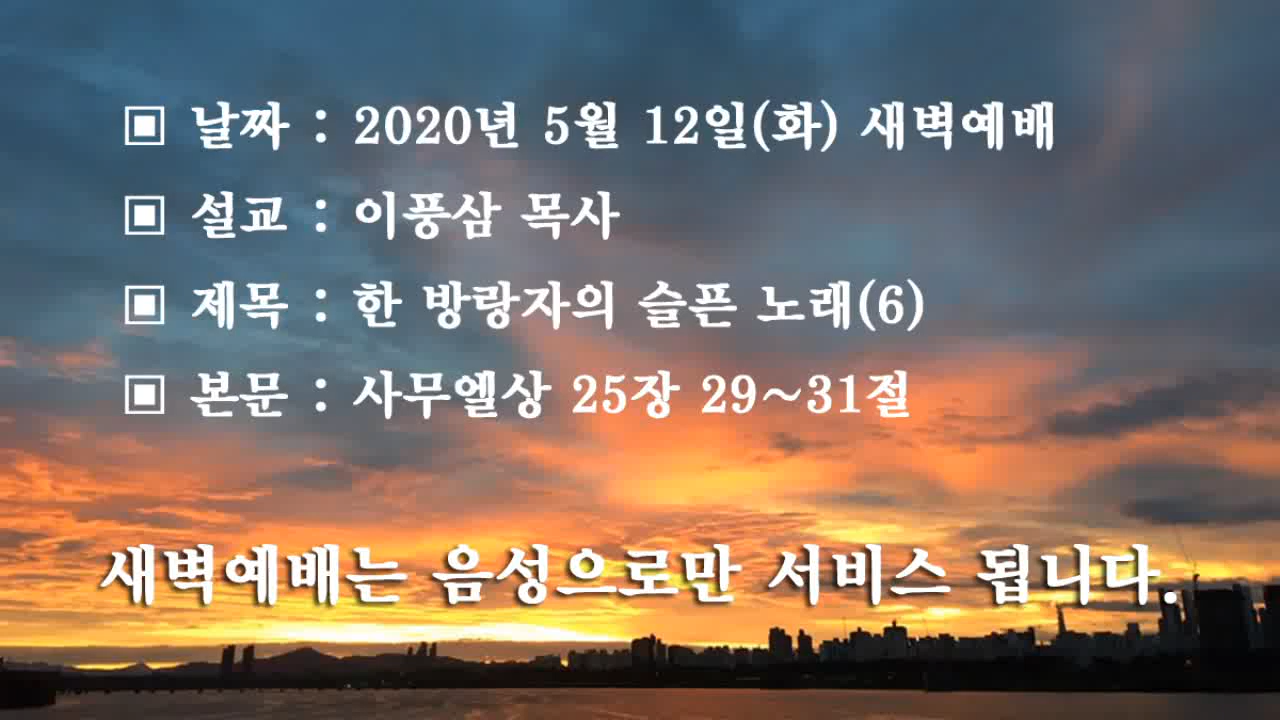 ▣ 날짜 : 2020년 5월 12일(화) 새벽예배
▣ 설교 : 이풍삼 목사
▣ 제목 : 한 방랑자의 슬픈 노래(6)
▣ 본문 : 사무엘상 25장 29~31절
새벽예배는 음성으로만 서비스 됩니다.